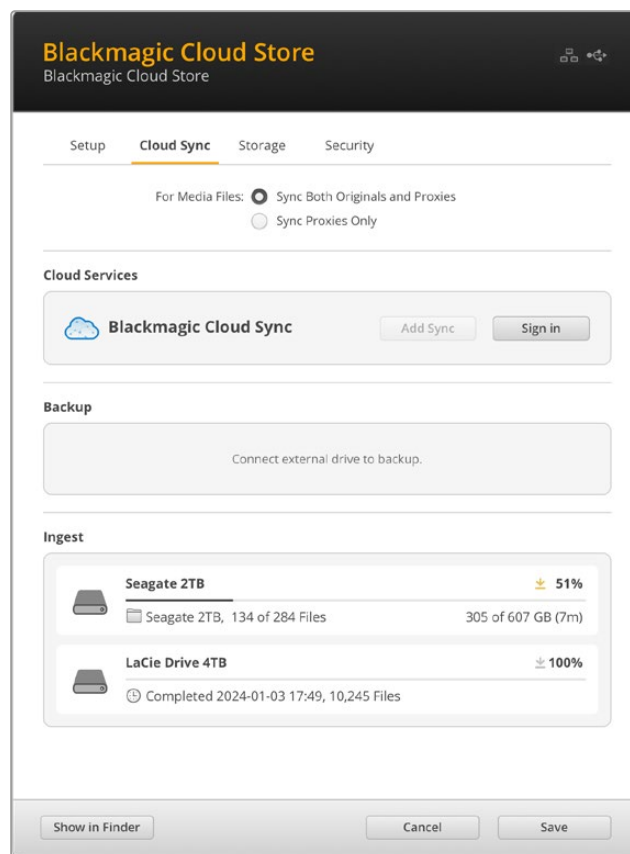 Blackmagic Cloud Store
Blackmagic Cloud Store
Setup Cloud Sync Storage Security
For Media Files: Sync Both Originals and Proxies
Sync Proxies Only
Cloud Services
Blackmagic Cloud Sync Add Sync Sign in
Backup
Connect external drive to backup.
Ingest
Seagate 2TB 51%
Seagate 2TB, 134 of 284 Files 305 of 607 GB (7m)
LaCie Drive 4TB 100%
Completed 2024-01-03 17:49, 10,245 Files
Show in Finder Cancel Save